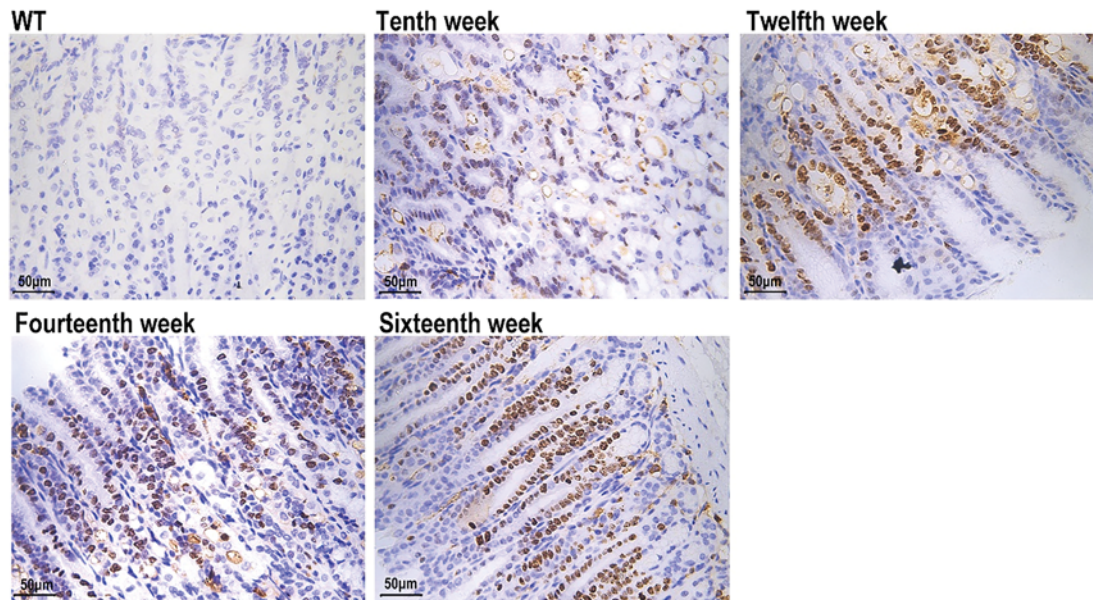 WT
Tenth week
Twelfth week
50μm
50μm
50μm
Fourteenth week
Sixteenth week
50μm
50μm